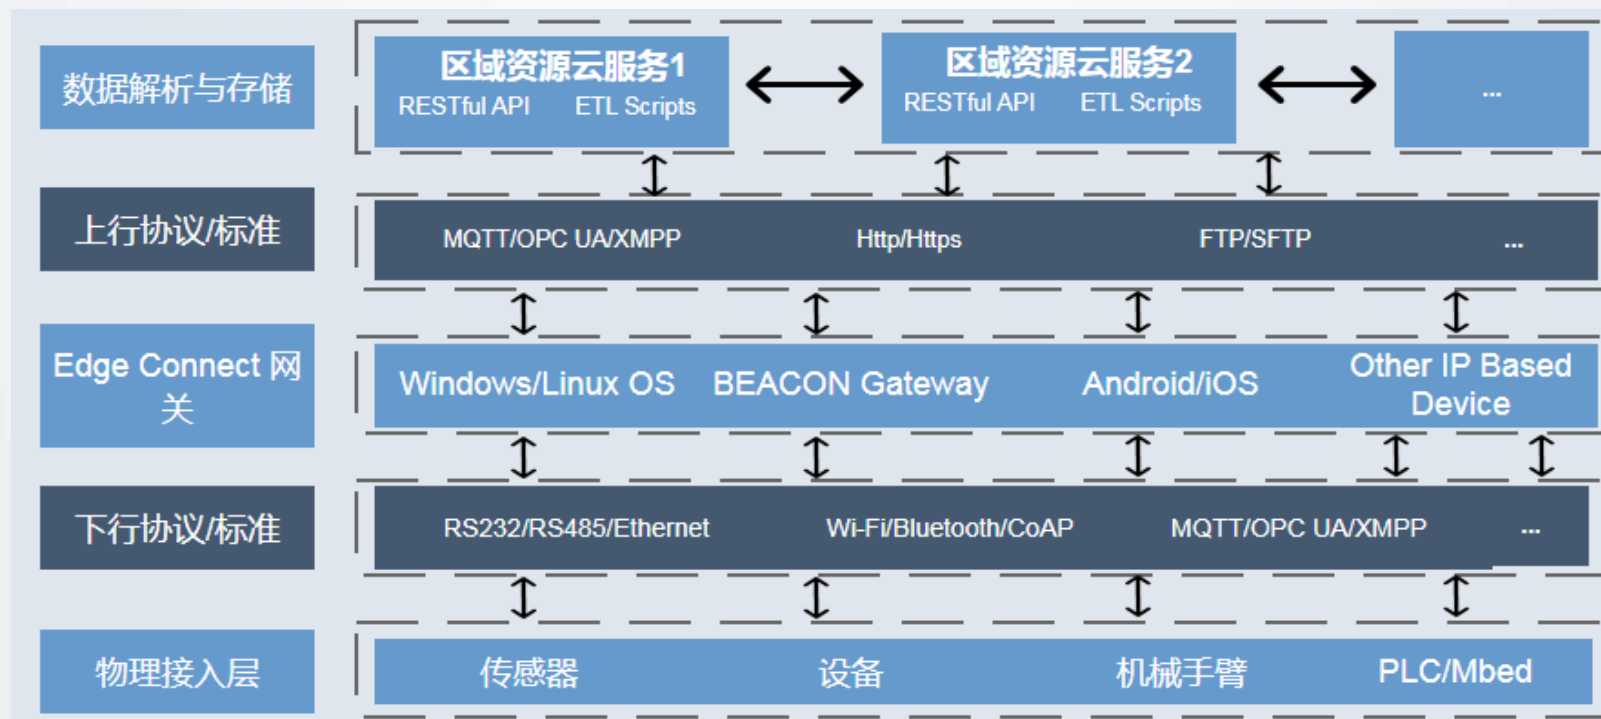 数据解析与存储
区域资源云服务1
RESTful API ETL Scripts
区域资源云服务2
RESTful API ETL Scripts
...
上行协议/标准
MQTT/OPC UA/XMPP
Http/Https
FTP/SFTP
...
Edge Connect 网
关
Windows/Linux OS
BEACON Gateway
Android/iOS
Other IP Based
Device
下行协议/标准
RS232/RS485/Ethernet
Wi-Fi/Bluetooth/CoAP
MQTT/OPC UA/XMPP
...
物理接入层
传感器
设备
机械手臂
PLC/Mbed